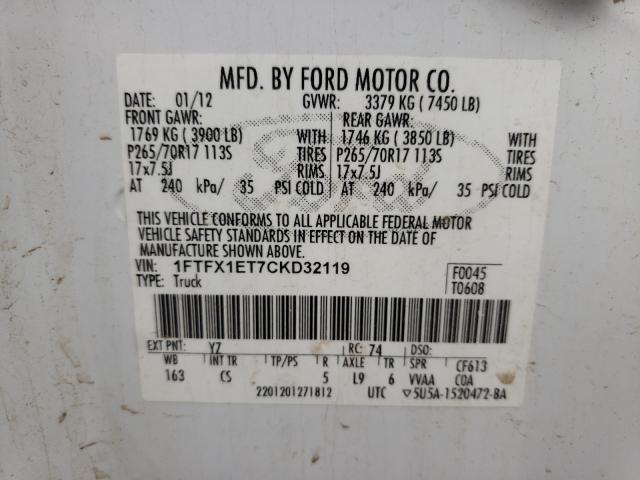 MFD. BY FORD MOTOR CO.
DATE: 01/12 GVWR: 3379 KG ( 7450 LB)
FRONT GAWR: REAR GAWR:
1769 KG ( 3900 LB) WITH 1746 KG ( 3850 LB) WITH
P265/70R17 113S TIRES P265/70R17 113S TIRES
17x7.5J RIMS 17x7.5J RIMS
AT 240 kPa/ 35 PSI COLD AT 240 kPa/ 35 PSI COLD
THIS VEHICLE CONFORMS TO ALL APPLICABLE FEDERAL MOTOR
VEHICLE SAFETY STANDARDS IN EFFECT ON THE DATE OF
MANUFACTURE SHOWN ABOVE.
VIN: 1FTFX1ET7CKD32119 F0045
TYPE: Truck T0608
EXT PNT: Y7 RC: 74 DSO:
WB INT TR TP/PS R AXLE TR SPR CF613
163 CS 5 L9 6 VVAA COA
2201201271812 UTC ▽5U5A-1520472-BA
Ford